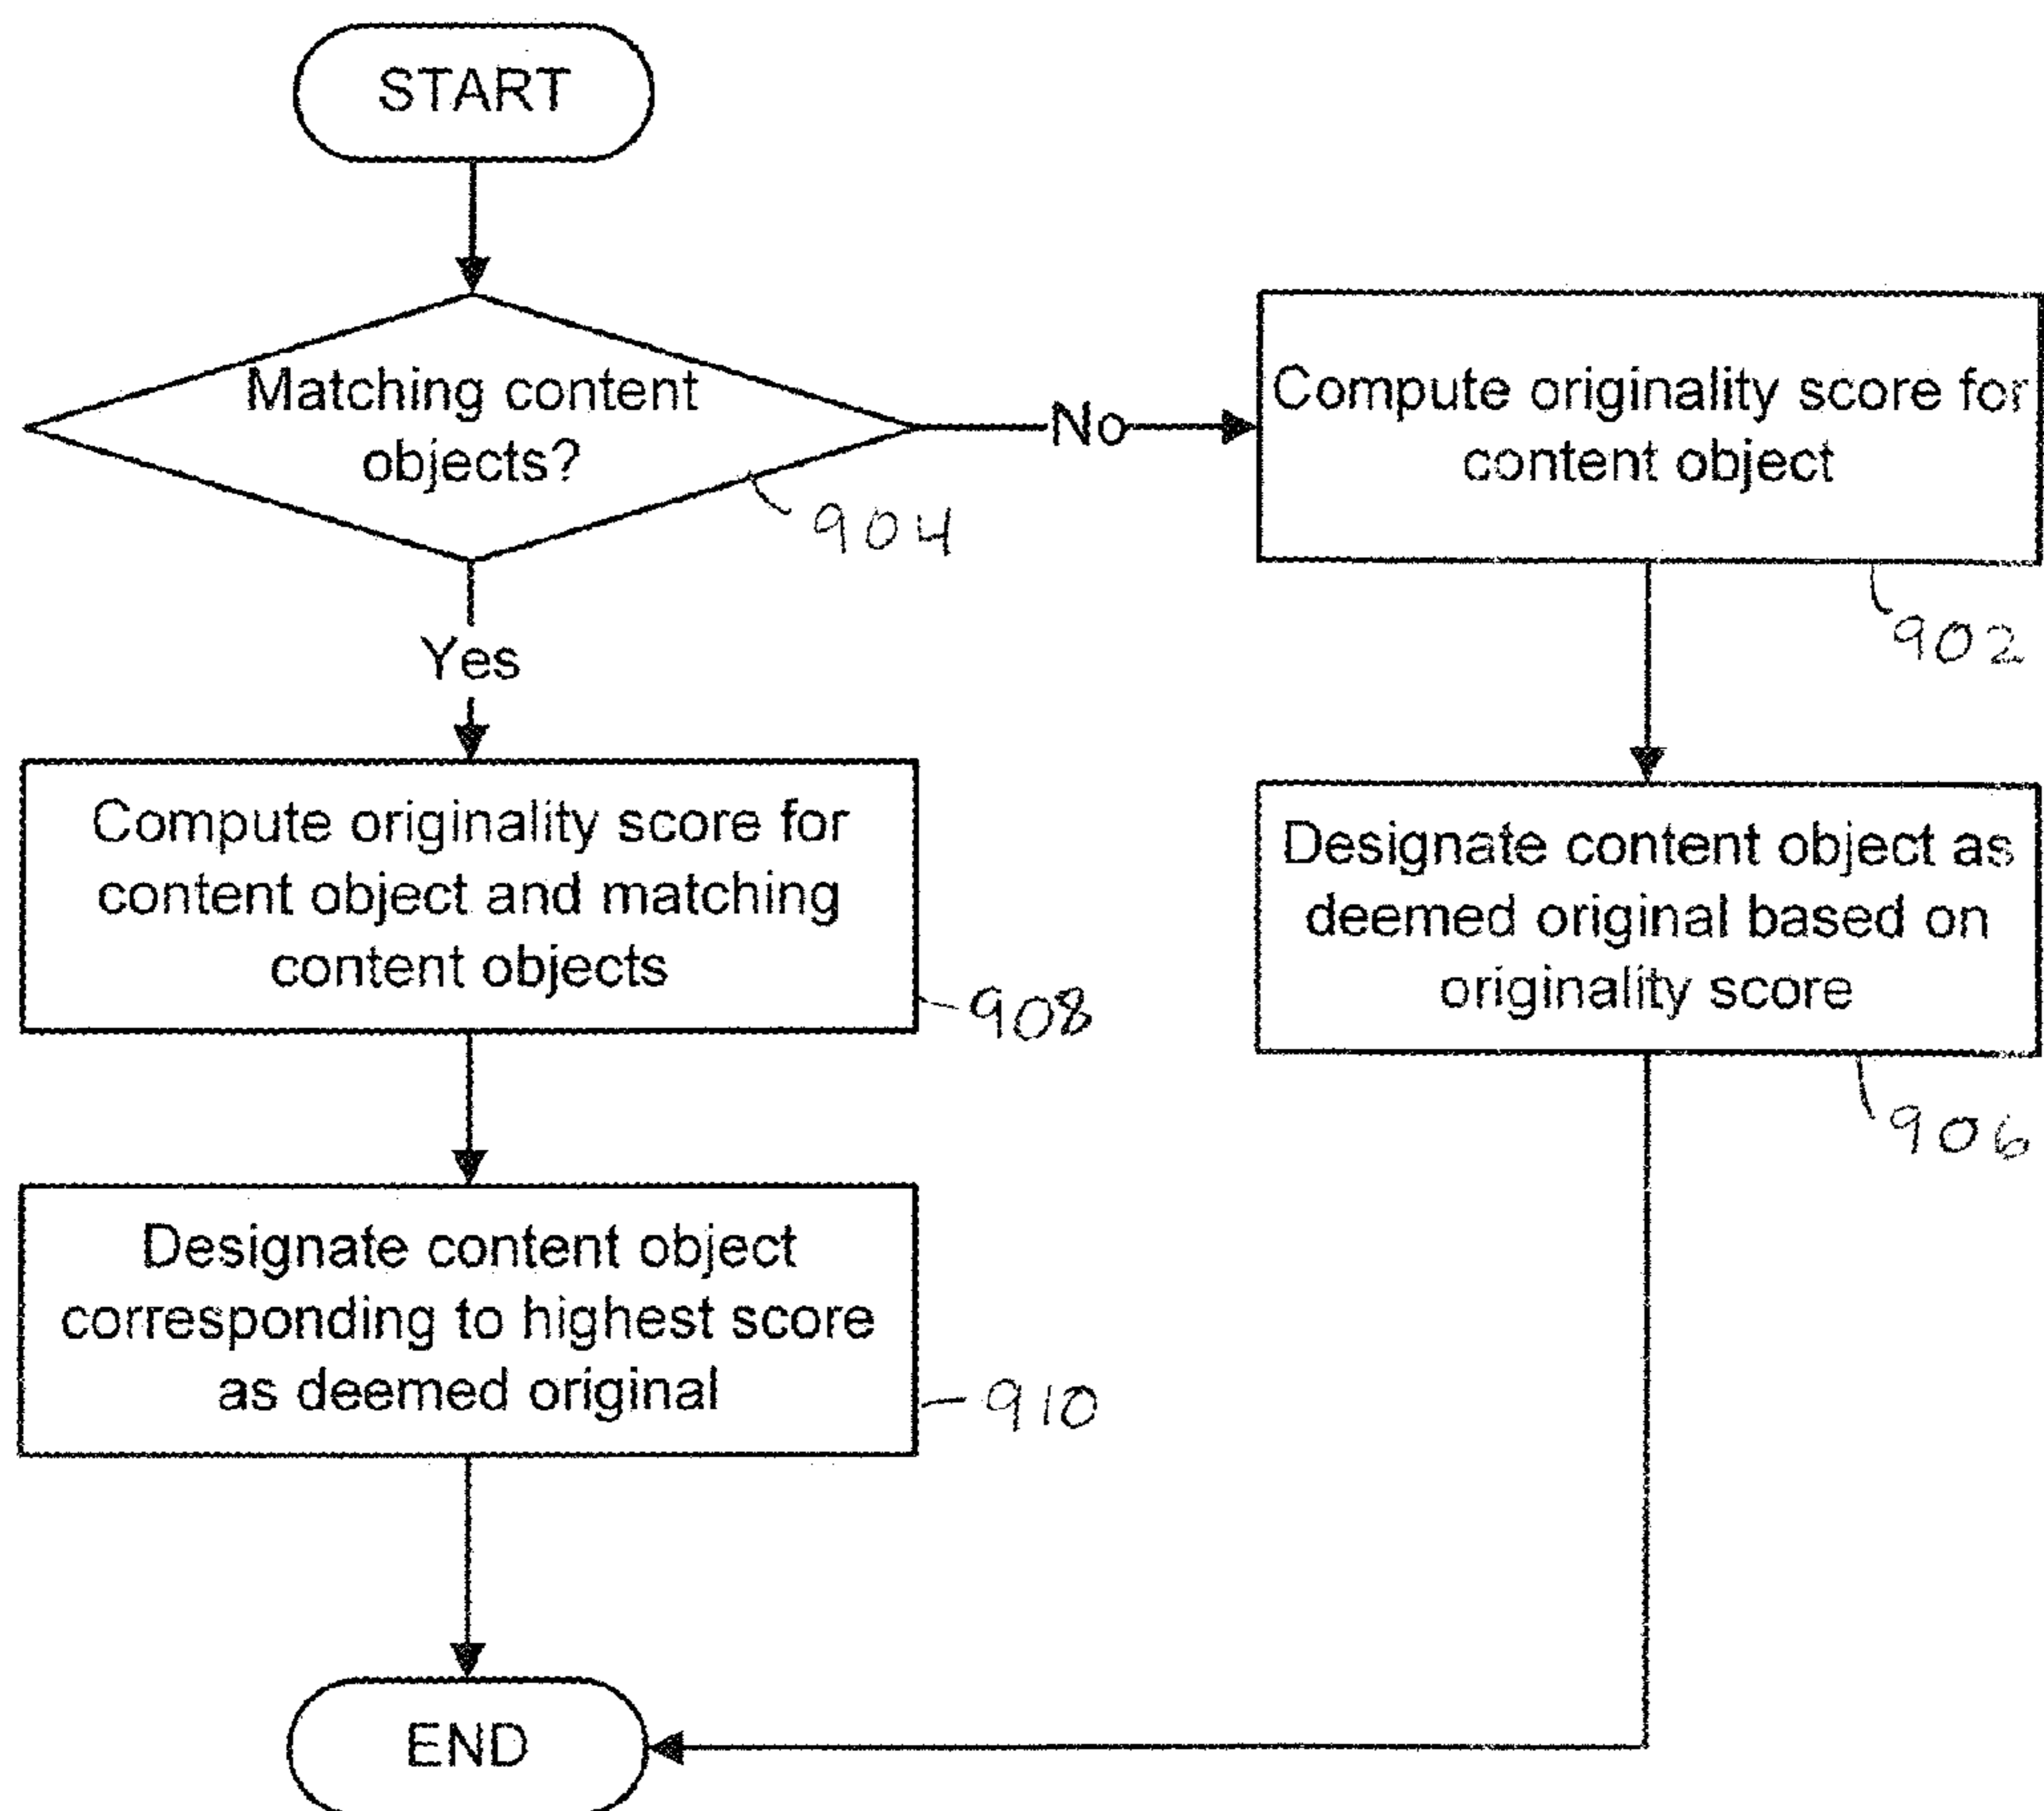 START
Matching content
objects?
904
No
Compute originality score for
content object
902
Yes
Compute originality score for
content object and matching
content objects
908
Designate content object as
deemed original based on
originality score
906
Designate content object
corresponding to highest score
as deemed original
910
END